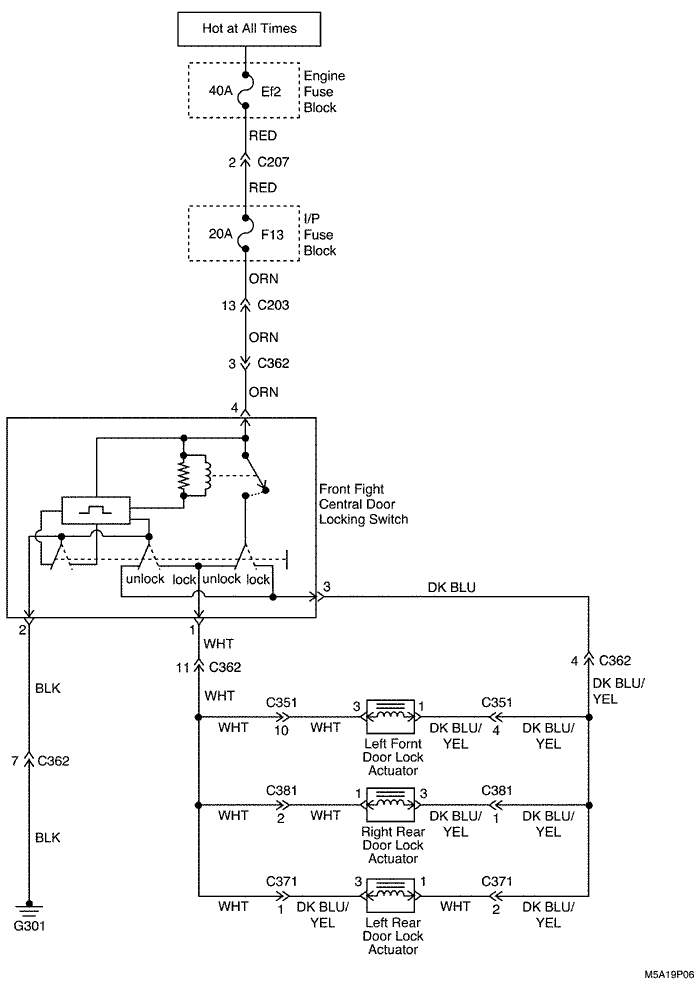 Hot at All Times
40A Ef2
Engine
Fuse
Block
RED
2 C207
RED
20A F13
I/P
Fuse
Block
ORN
13 C203
ORN
3 C362
ORN
4
Front Fight
Central Door
Locking Switch
unlock lock unlock lock
3
DK BLU
2
1
WHT
11 C362
WHT
4 C362
DK BLU/
YEL
BLK
7 C362
BLK
G301
C351
WHT 10 WHT
3 1
Left Fornt
Door Lock
Actuator
C351
DK BLU/
YEL
4
DK BLU/
YEL
C381
WHT 2 WHT
1 3
Right Rear
Door Lock
Actuator
C381
DK BLU/
YEL
1
DK BLU/
YEL
C371
WHT 1 DK BLU/
YEL
3 1
Left Rear
Door Lock
Actuator
C371
WHT 2 DK BLU/
YEL
M5A19P06